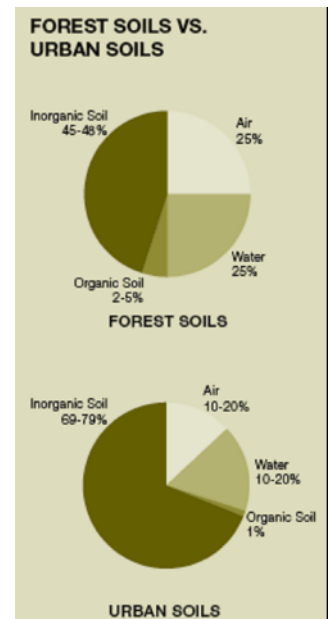 FOREST SOILS VS.
URBAN SOILS
Inorganic Soil
45-48%
Air
25%
Water
25%
Organic Soil
2-5%
FOREST SOILS
Inorganic Soil
69-79%
Air
10-20%
Water
10-20%
Organic Soil
1%
URBAN SOILS